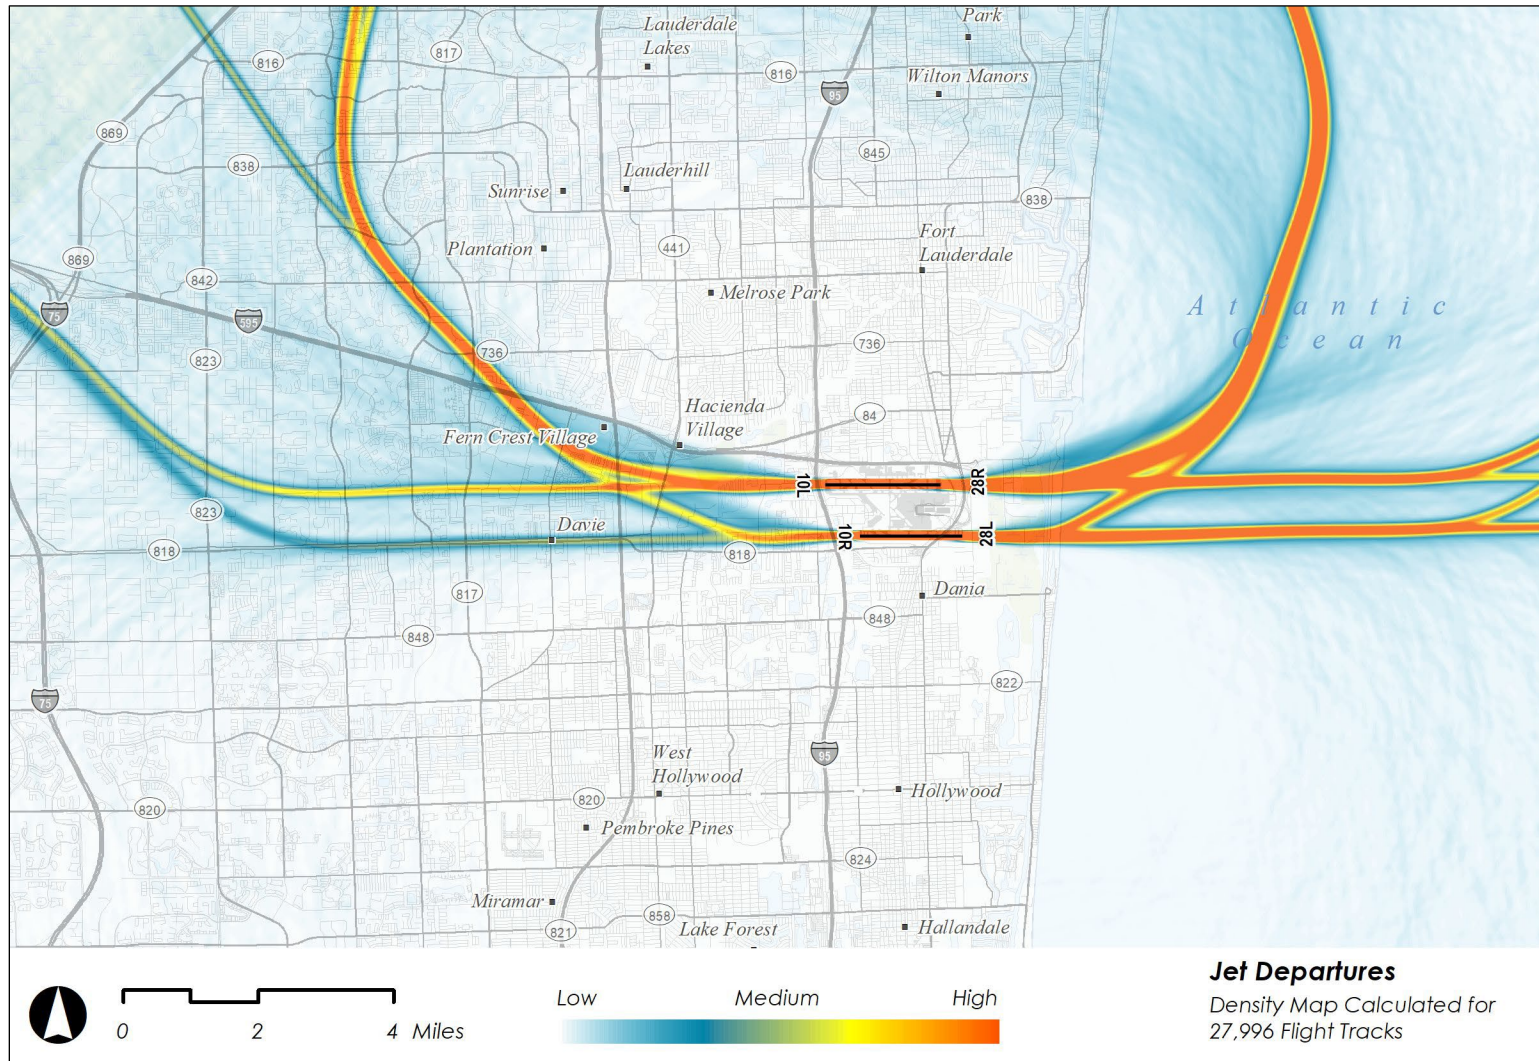 Lauderdale
Lakes
Park
816
817
816
95
Wilton Manors
869
838
845
Lauderhill
Sunrise
838
Plantation
441
Fort
Lauderdale
869
842
Melrose Park
75
595
Atlantic
Ocean
823
736
736
Hacienda
Village
84
Fern Crest Village
10L
28R
823
Davie
10R
28L
818
818
817
Dania
848
848
822
75
West
Hollywood
95
820
820
Hollywood
Pembroke Pines
824
Miramar
858
821
Lake Forest
Hallandale
Jet Departures
Density Map Calculated for
27,996 Flight Tracks
Low Medium High
0 2 4 Miles